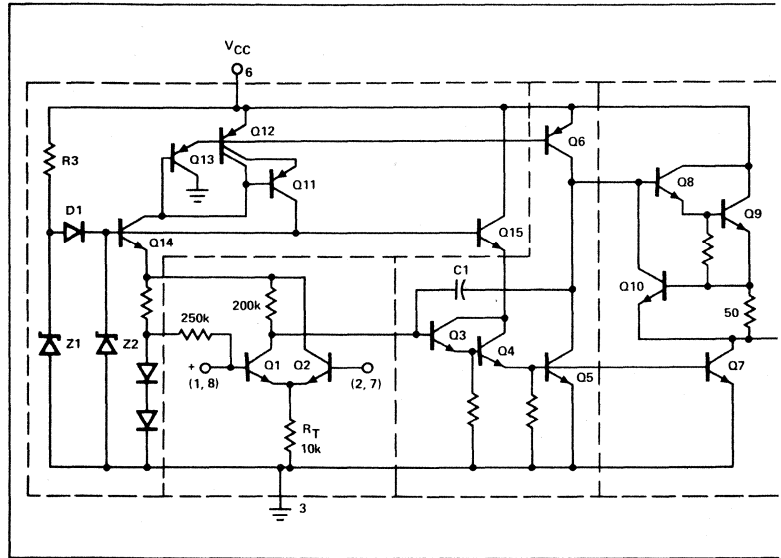 VCC
6
R3
Q12
Q13
Q6
Q11
Q8
Q9
D1
Q14
Q15
C1
Q10
200k
250k
50
Z1
Z2
Q3
Q4
+
(1, 8)
Q1
Q2
(2, 7)
Q5
Q7
RT
10k
3